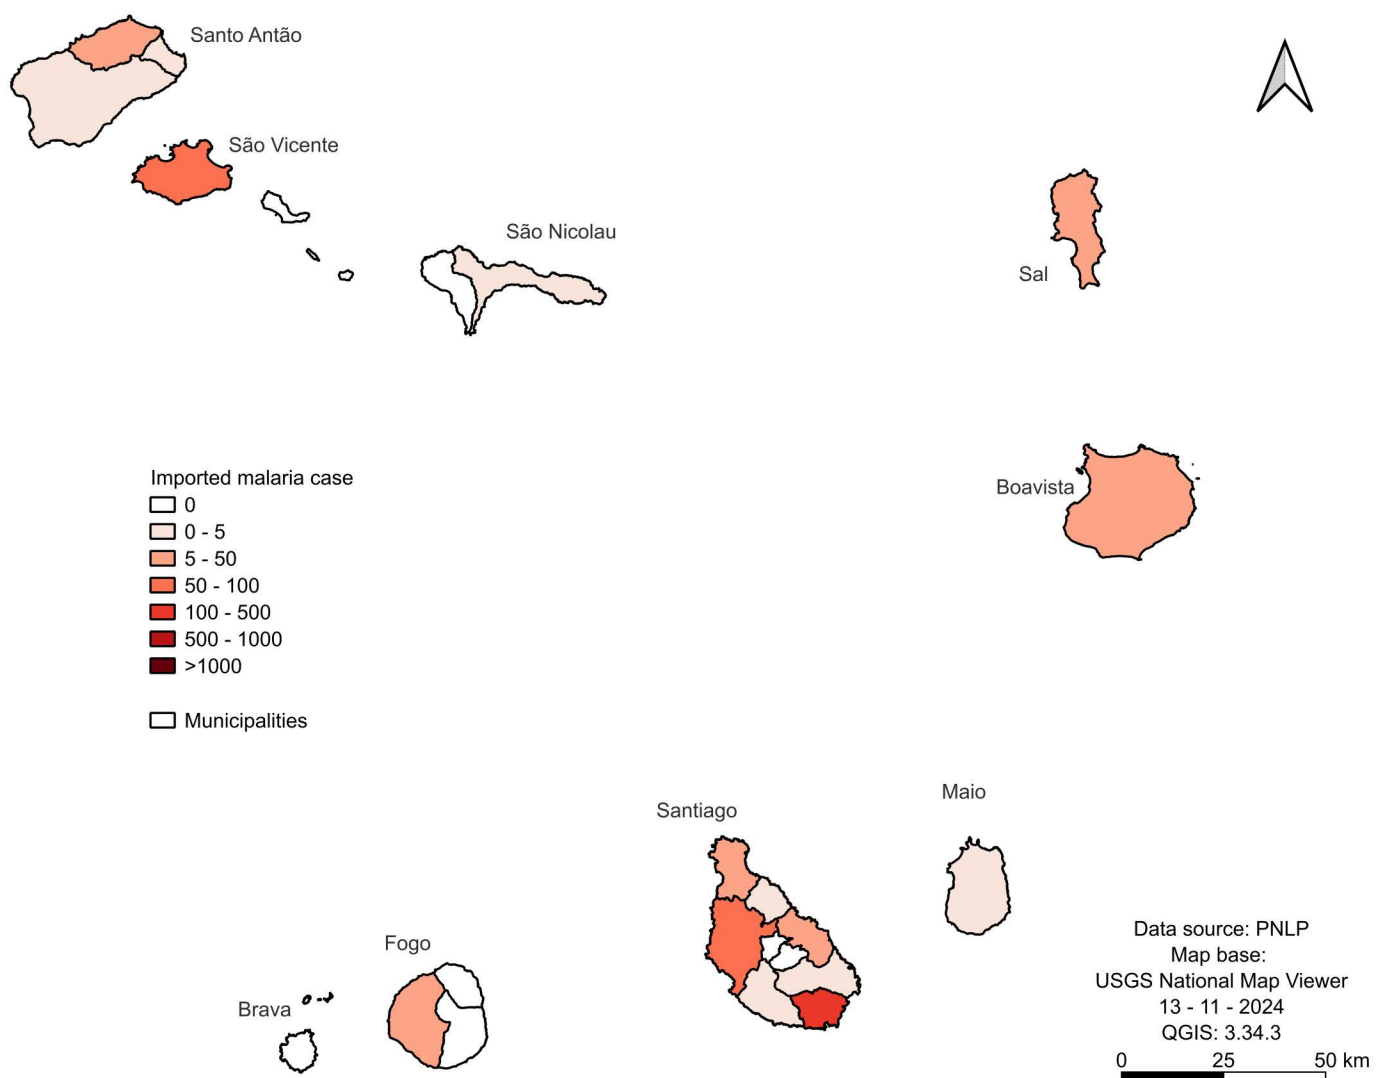 Santo Antão
São Vicente
São Nicolau
Sal
Boavista
Imported malaria case
0
0 - 5
5 - 50
50 - 100
100 - 500
500 - 1000
>1000
Municipalities
Maio
Santiago
Fogo
Brava
Data source: PNLP
Map base:
USGS National Map Viewer
13 - 11 - 2024
QGIS: 3.34.3
0 25 50 km